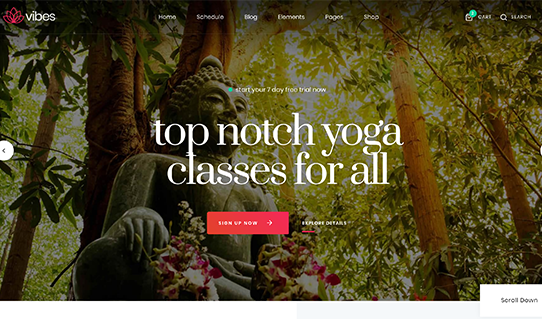 vibes
Home
Schedule
Blog
Elements
Pages
Shop
CART
SEARCH
start your 7 day free trial now
top notch yoga
classes for all
SIGN UP NOW
EXPLORE DETAILS
Scroll Down